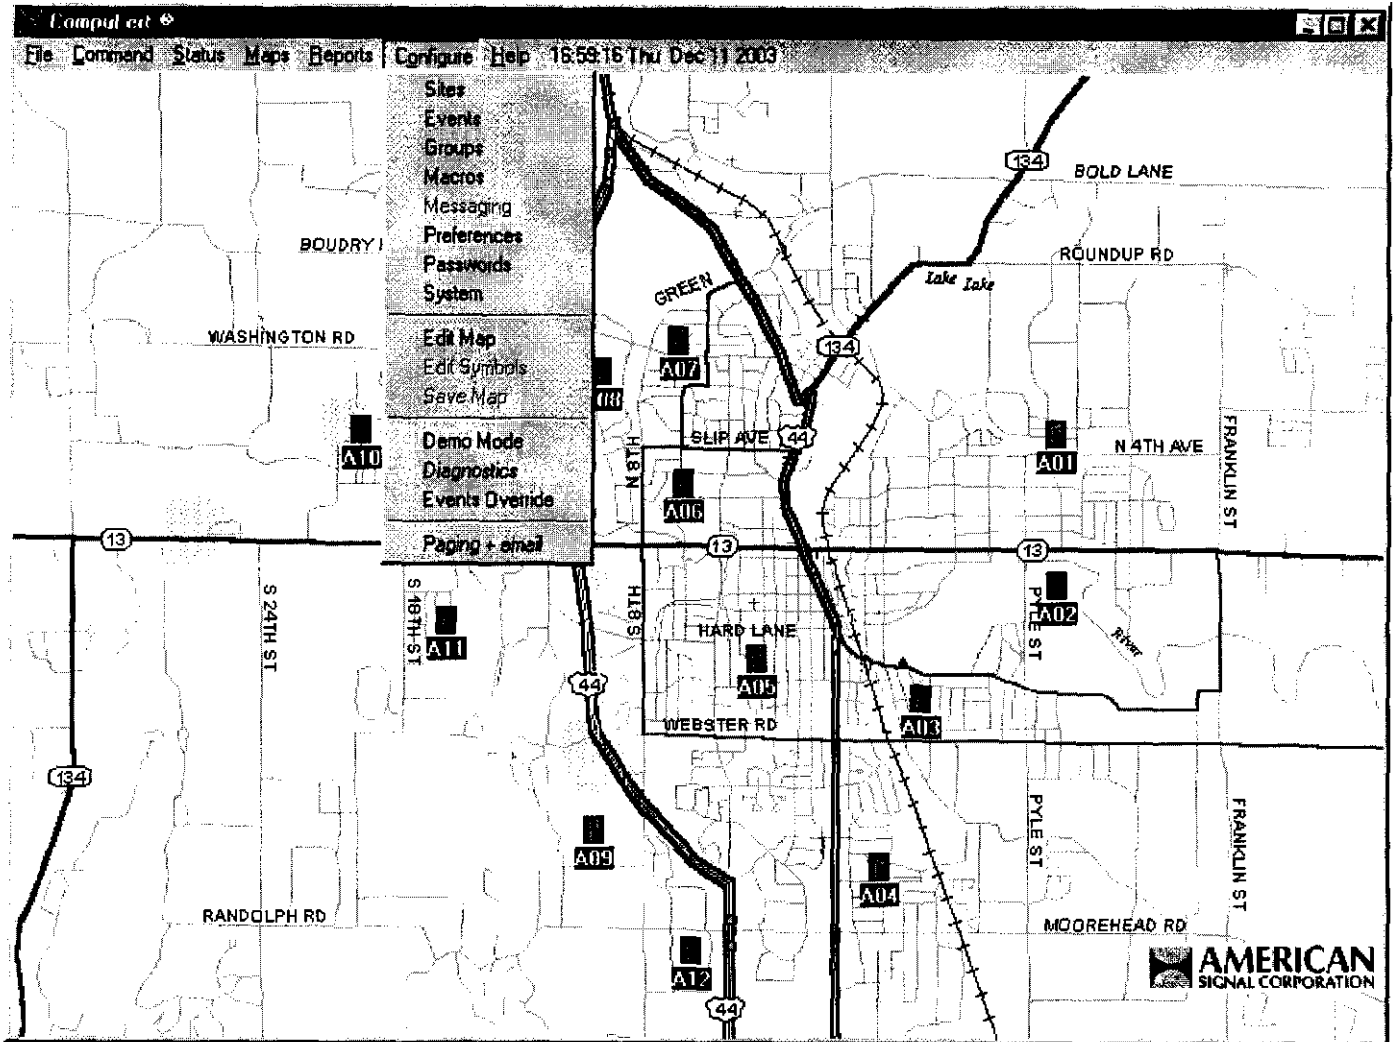 CompuLert ®
File Command Status Maps Reports Configure Help 16:59:16 Thu Dec 11 2003
Sites
Events
Groups
Macros
Messaging
Preferences
Passwords
System
Edit Map
Edit Symbols
Save Map
Demo Mode
Diagnostics
Events Override
Paging + email
134
BOLD LANE
BOUDRY
ROUNDUP RD
Lake Lake
GREEN
WASHINGTON RD
134
A07
08
SLIP AVE
44
N 8TH
FRANKLIN ST
N 4TH AVE
A10
A01
A06
13
13
13
S 24TH ST
S 18TH ST
A11
S 8TH
HARD LANE
A05
PYLE ST
A02
River
44
WEBSTER RD
A03
134
A09
PYLE ST
FRANKLIN ST
A04
RANDOLPH RD
MOOREHEAD RD
A12
44
AMERICAN
SIGNAL CORPORATION